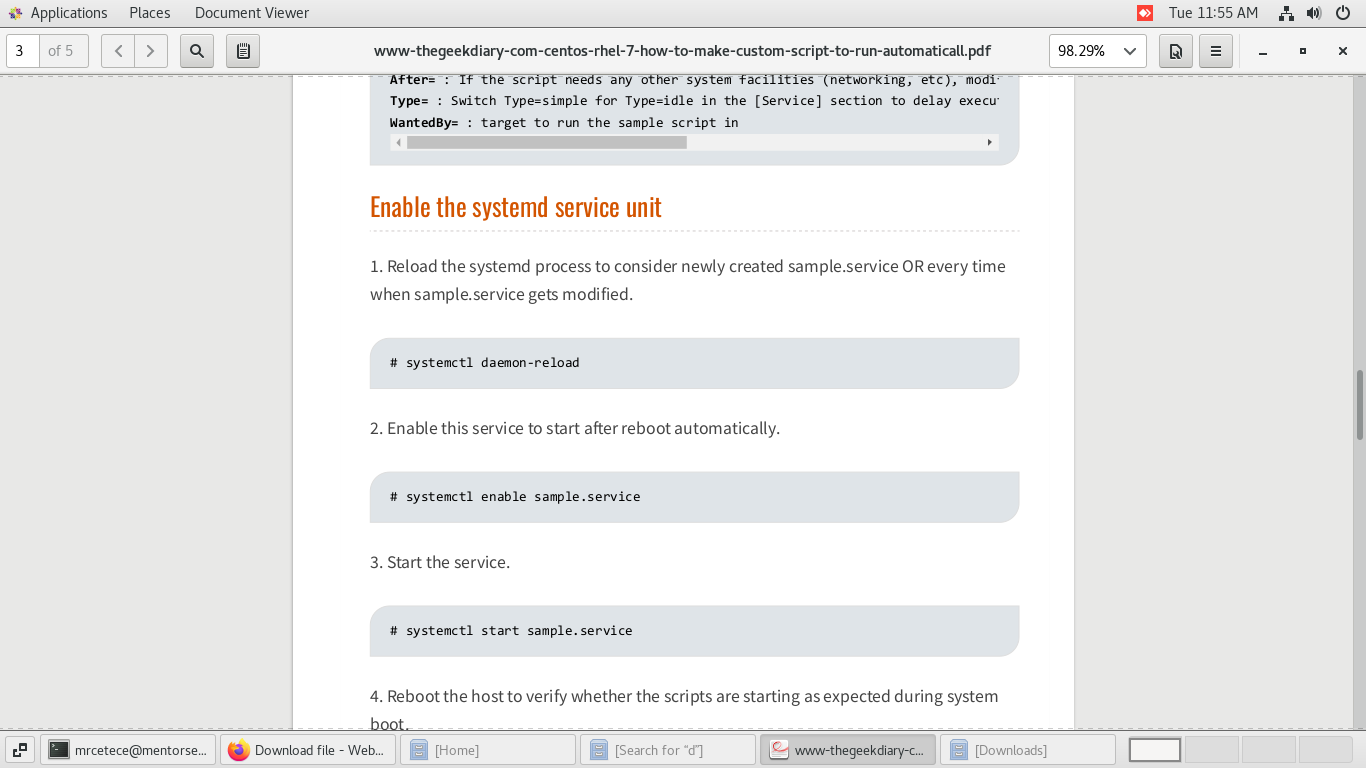 Applications Places Document Viewer Tue 11:55 AM
3 of 5 www-thegeekdiary-com-centos-rhel-7-how-to-make-custom-script-to-run-automaticall.pdf 98.29%
After= : If the script needs any other system facilities (networking, etc), modi
Type= : Switch Type=simple for Type=idle in the [Service] section to delay execu
WantedBy= : target to run the sample script in
Enable the systemd service unit
1. Reload the systemd process to consider newly created sample.service OR every time
when sample.service gets modified.
# systemctl daemon-reload
2. Enable this service to start after reboot automatically.
# systemctl enable sample.service
3. Start the service.
# systemctl start sample.service
4. Reboot the host to verify whether the scripts are starting as expected during system
boot.
mrcetece@mentorse... Download file - Web... [Home] [Search for "d"] www-thegeekdiary-c... [Downloads]